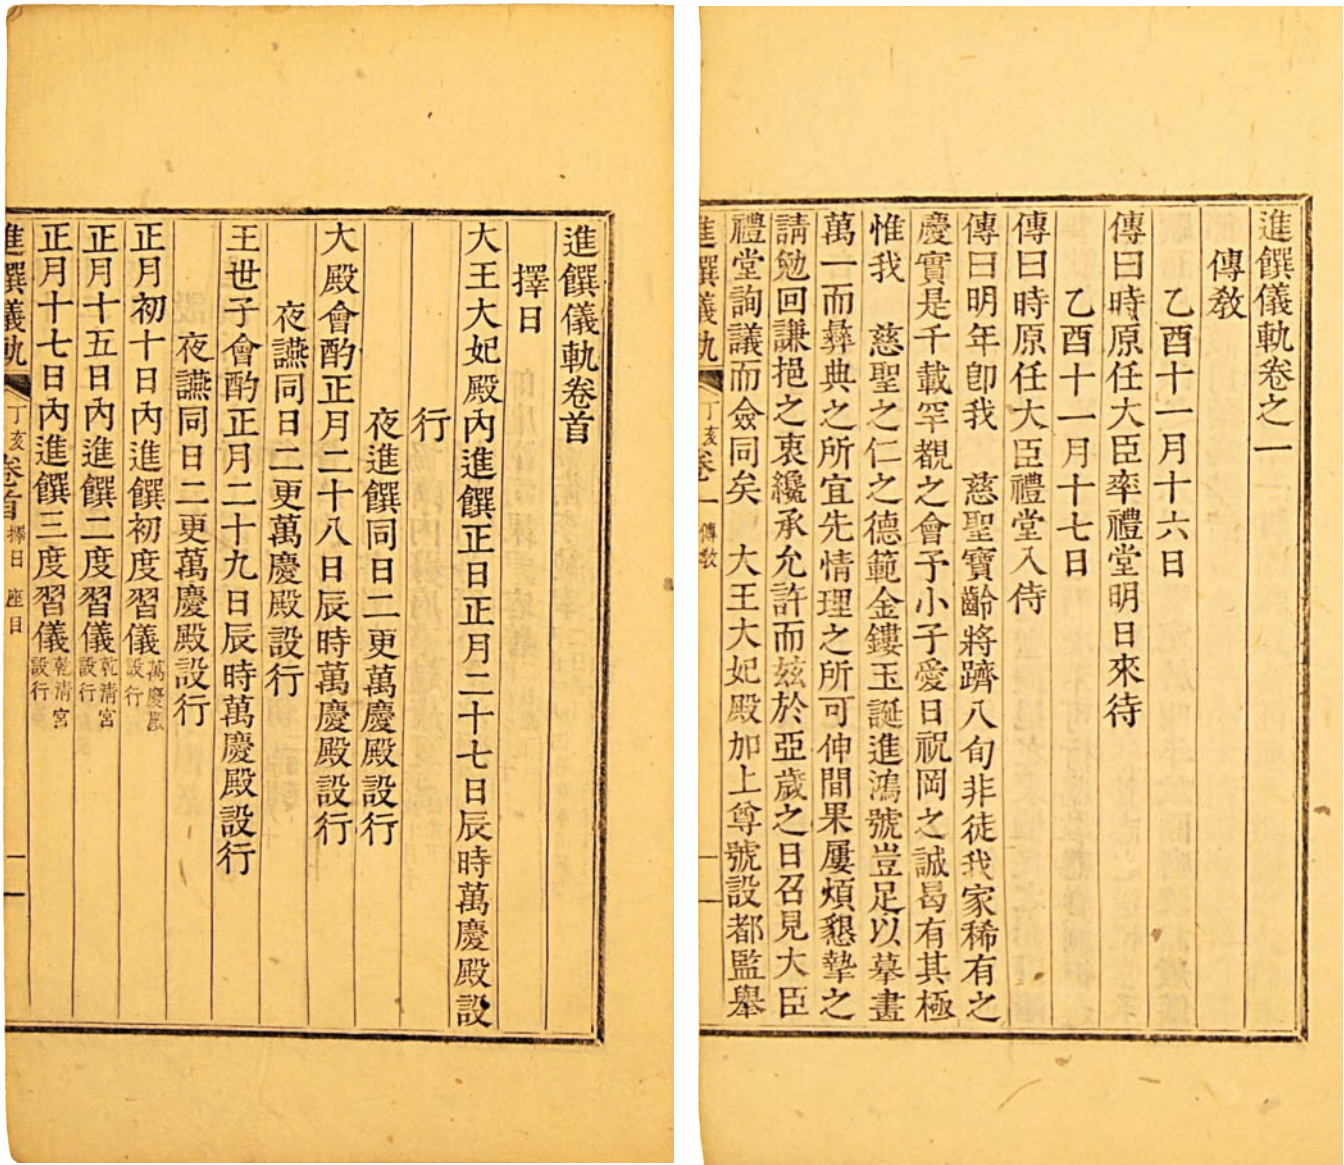 進饌儀軌卷首
擇日
大王大妃殿內進饌正日正月二十七日辰時萬慶殿設
行
夜進饌同日二更萬慶殿設行
大殿會酌正月二十八日辰時萬慶殿設行
夜讌同日二更萬慶殿設行
王世子會酌正月二十九日辰時萬慶殿設行
夜讌同日二更萬慶殿設行
正月初十日內進饌初度習儀萬慶殿設行
正月十五日內進饌二度習儀乾淸宮設行
正月十七日內進饌三度習儀乾淸宮設行
進饌儀軌 丁亥 卷首 擇日 座目 一
進饌儀軌卷之一
傳敎
乙酉十一月十六日
傳曰時原任大臣率禮堂明日來待
乙酉十一月十七日
傳曰時原任大臣禮堂入侍
傳曰明年卽我 慈聖寶齡將躋八旬非徒我家稀有之
慶實是千載罕覩之會予小子愛日祝岡之誠曷有其極
惟我 慈聖之仁之德範金鏤玉誕進鴻號豈足以摹畫
萬一而彝典之所宜先情理之所可伸間果屢煩懇摯之
請勉回謙挹之衷纔承允許而玆於亞歲之日召見大臣
禮堂詢議而僉同矣 大王大妃殿加上尊號設都監擧
進饌儀軌 丁亥 卷一 傳敎 一